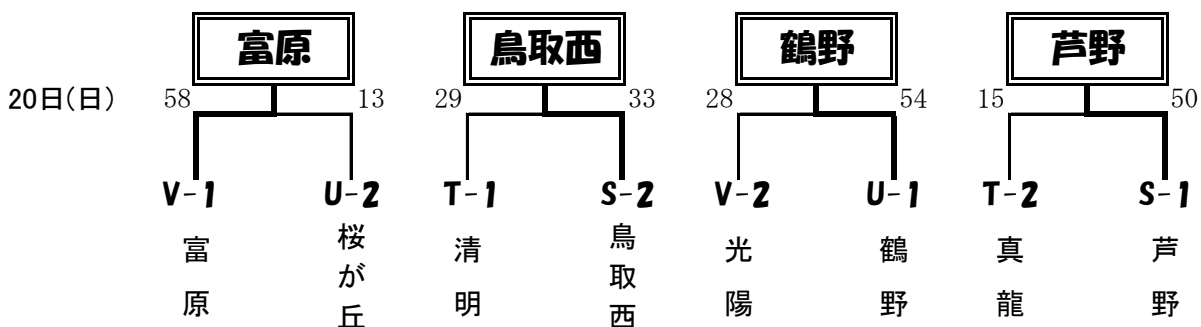 富原 鳥取西 鶴野 芦野
20日(日) 58 13 29 33 28 54 15 50
V-1 U-2 T-1 S-2 V-2 U-1 T-2 S-1
富原 桜が丘 清明 鳥取西 光陽 鶴野 真龍 芦野